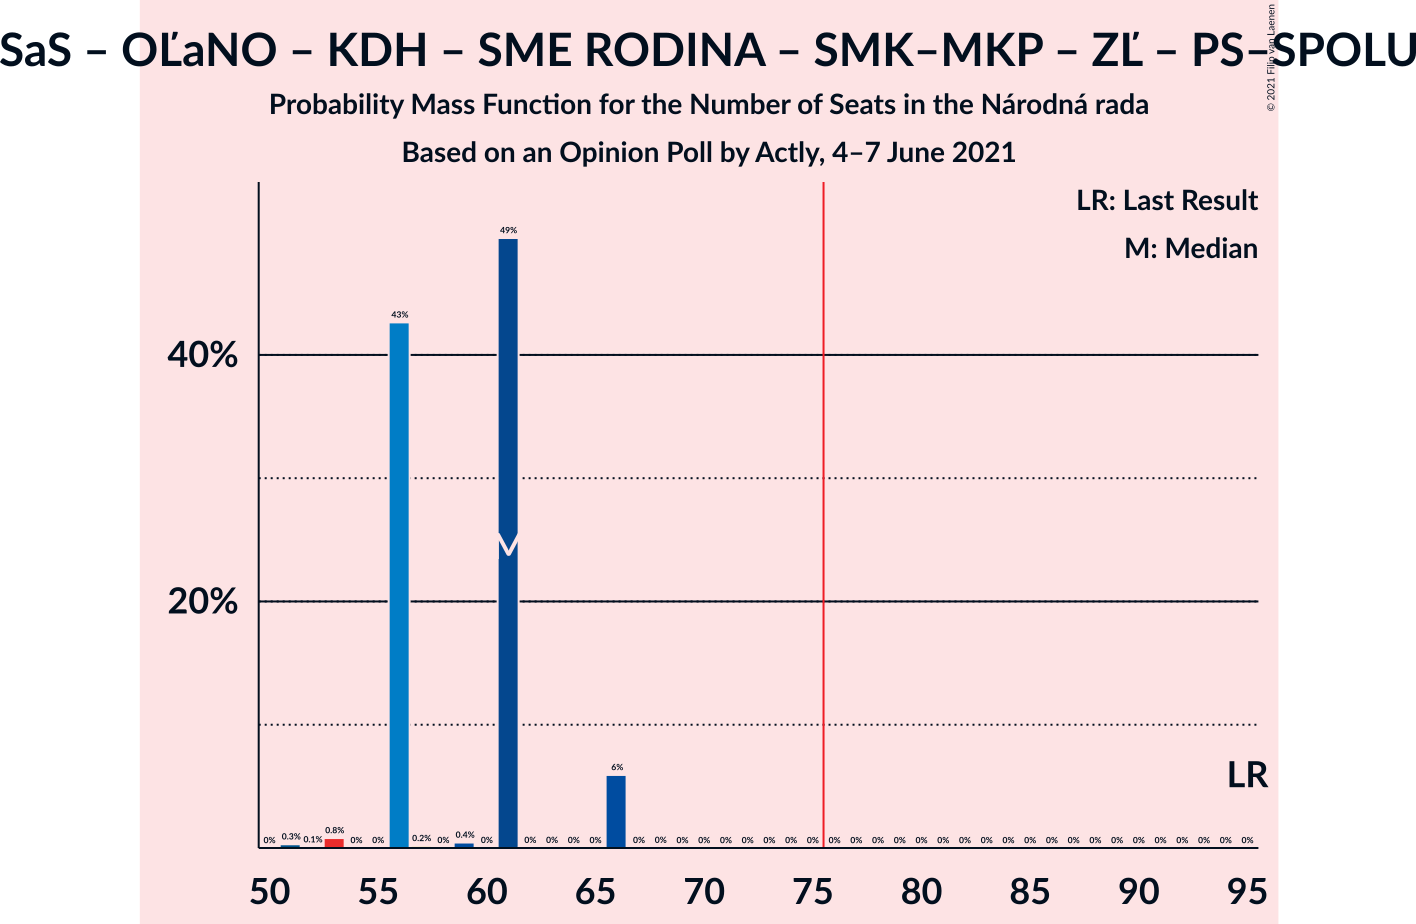 SaS – OĽaNO – KDH – SME RODINA – SMK–MKP – ZĽ – PS–SPOLU
© 2021 Filip van Laenen
Probability Mass Function for the Number of Seats in the Národná rada
Based on an Opinion Poll by Actly, 4–7 June 2021
LR: Last Result
M: Median
49%
43%
40%
M
20%
6%
LR
0% 0.3% 0.1% 0.8% 0% 0% 0.2% 0% 0.4% 0% 0% 0% 0% 0% 0% 0% 0% 0% 0% 0% 0% 0% 0% 0% 0% 0% 0% 0% 0% 0% 0% 0% 0% 0% 0% 0% 0% 0% 0% 0% 0% 0% 0%
50 55 60 65 70 75 80 85 90 95